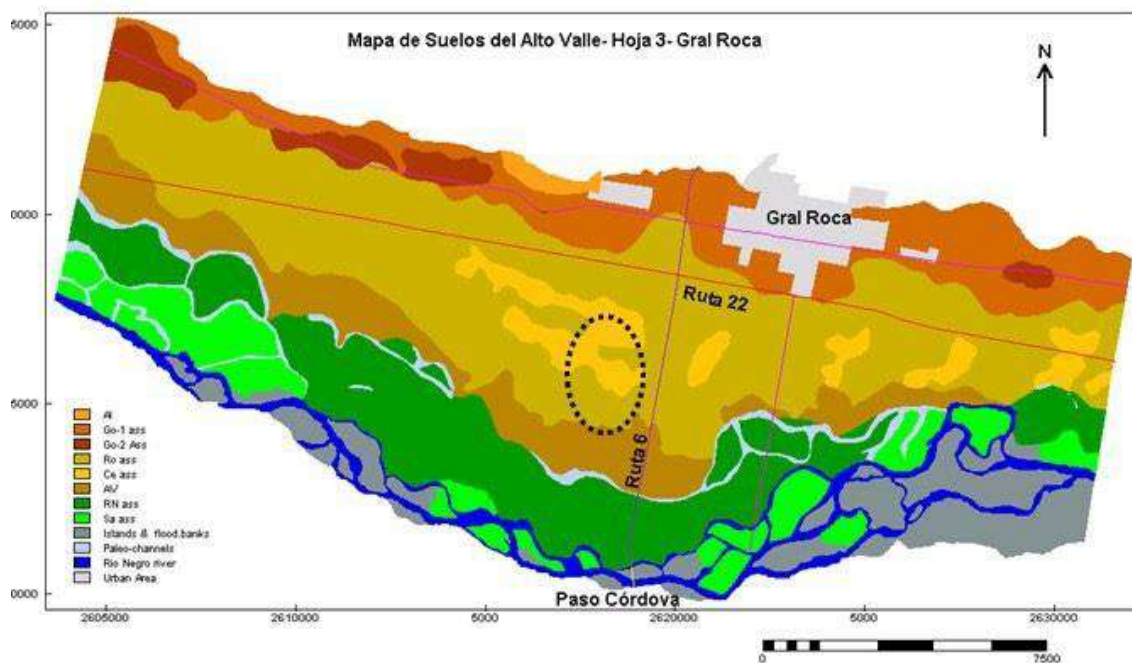 Mapa de Suelos del Alto Valle- Hoja 3- Gral Roca
N
Gral Roca
Ruta 22
Ruta 6
Paso Córdova
5000
0000
5000
0000
Al
Go-1 ass
Go-2 Ass
Ro ass
Ce ass
AV
RN ass
Sa ass
Islands & flood.banks
Paleo-channels
Rio Negro river
Urban Area
2605000 2610000 5000 2620000 5000 2630000
0 7500